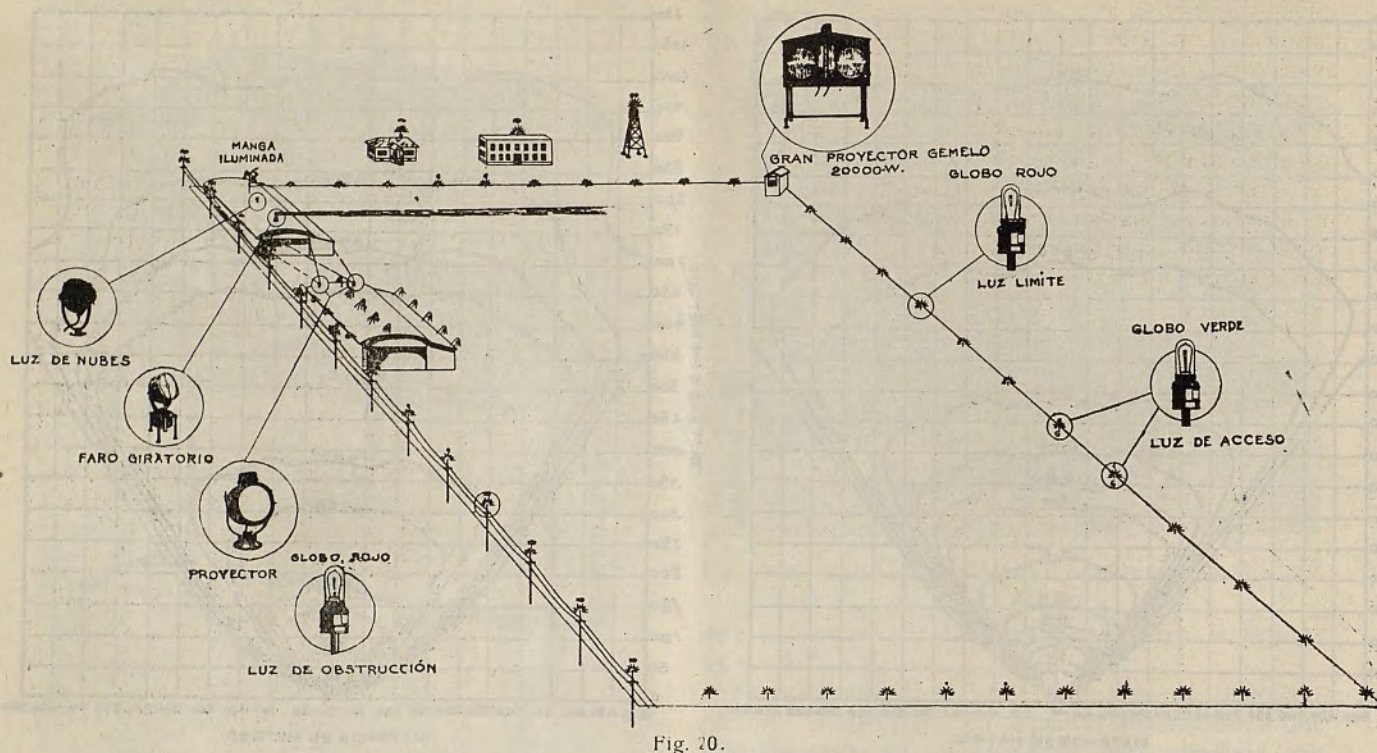 MANGA
ILUMINADA
GRAN PROYECTOR GEMELO
20000-W.
GLOBO ROJO
LUZ LIMITE
GLOBO VERDE
LUZ DE ACCESO
LUZ DE NUBES
FARO GIRATORIO
PROYECTOR
GLOBO ROJO
LUZ DE OBSTRUCCIÓN
Fig. 20.